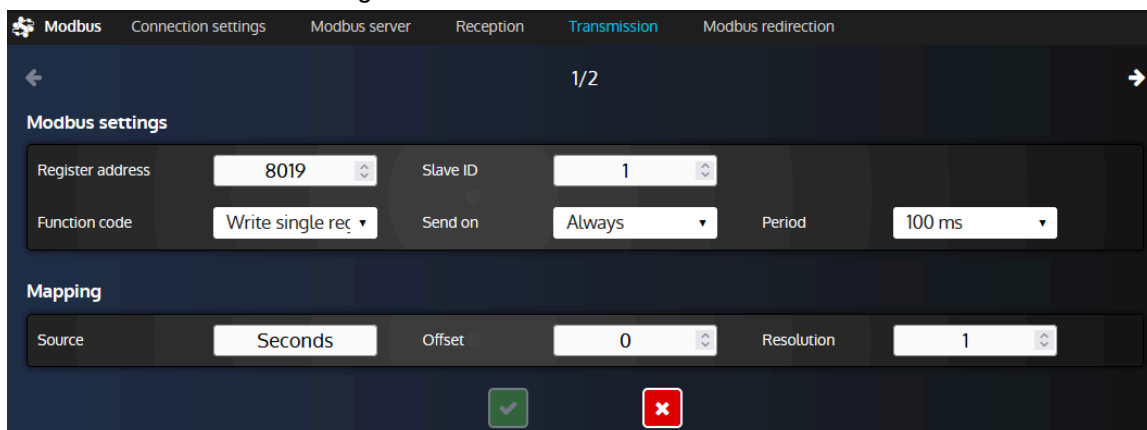 Modbus Connection settings Modbus server Reception Transmission Modbus redirection
1/2
Modbus settings
Register address 8019 Slave ID 1
Function code Write single Send on Always Period 100 ms
Mapping
Source Seconds Offset 0 Resolution 1